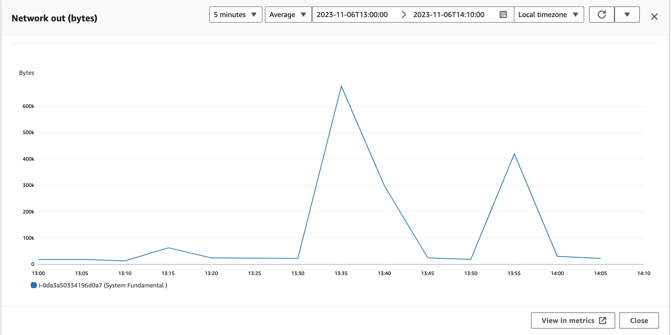 Network out (bytes)
5 minutes Average 2023-11-06T13:00:00 2023-11-06T14:10:00 Local timezone
Bytes
600k
500k
400k
300k
200k
100k
0
13:00 13:05 13:10 13:15 13:20 13:25 13:30 13:35 13:40 13:45 13:50 13:55 14:00 14:05 14:10
i-0da3a50334196d0a7 (System Fundamental )
View in metrics Close